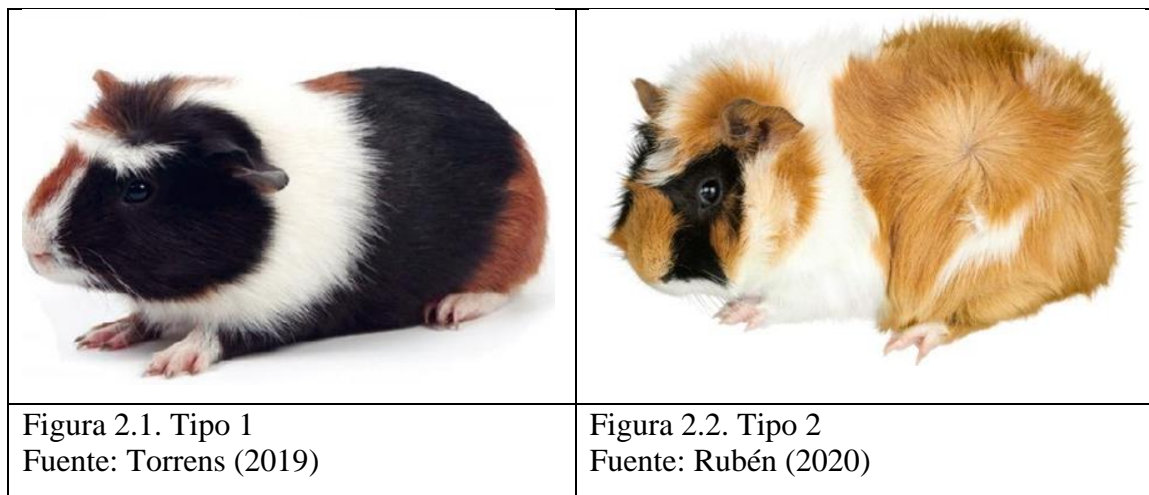 Figura 2.1. Tipo 1
Fuente: Torrens (2019)
Figura 2.2. Tipo 2
Fuente: Rubén (2020)